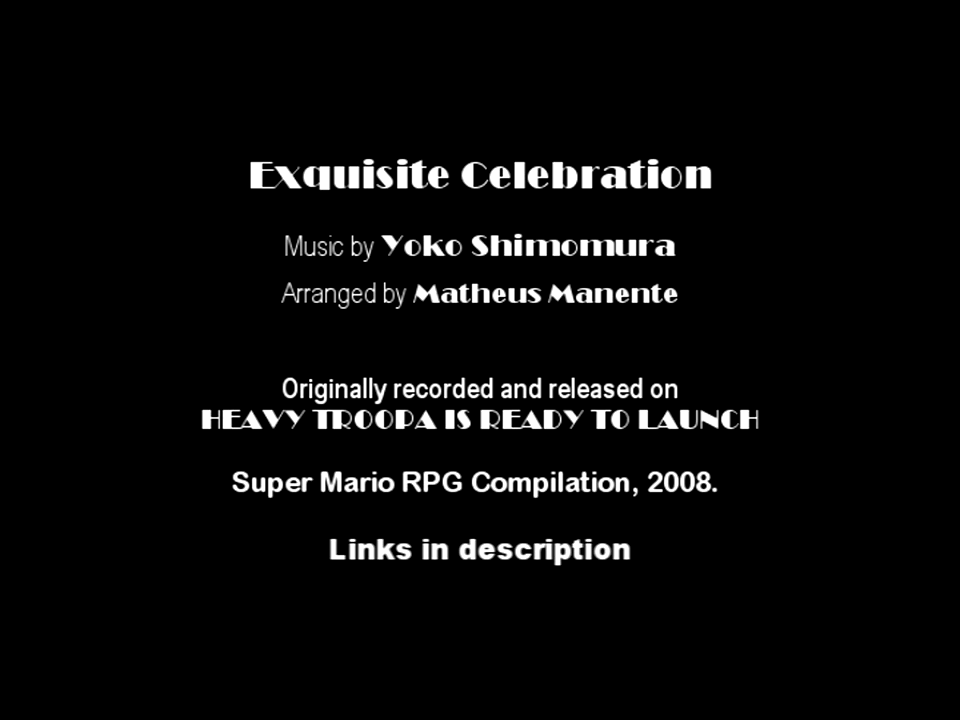 Exquisite Celebration
Music by Yoko Shimomura
Arranged by Matheus Manente
Originally recorded and released on
HEAVY TROOPA IS READY TO LAUNCH
Super Mario RPG Compilation, 2008.
Links in description